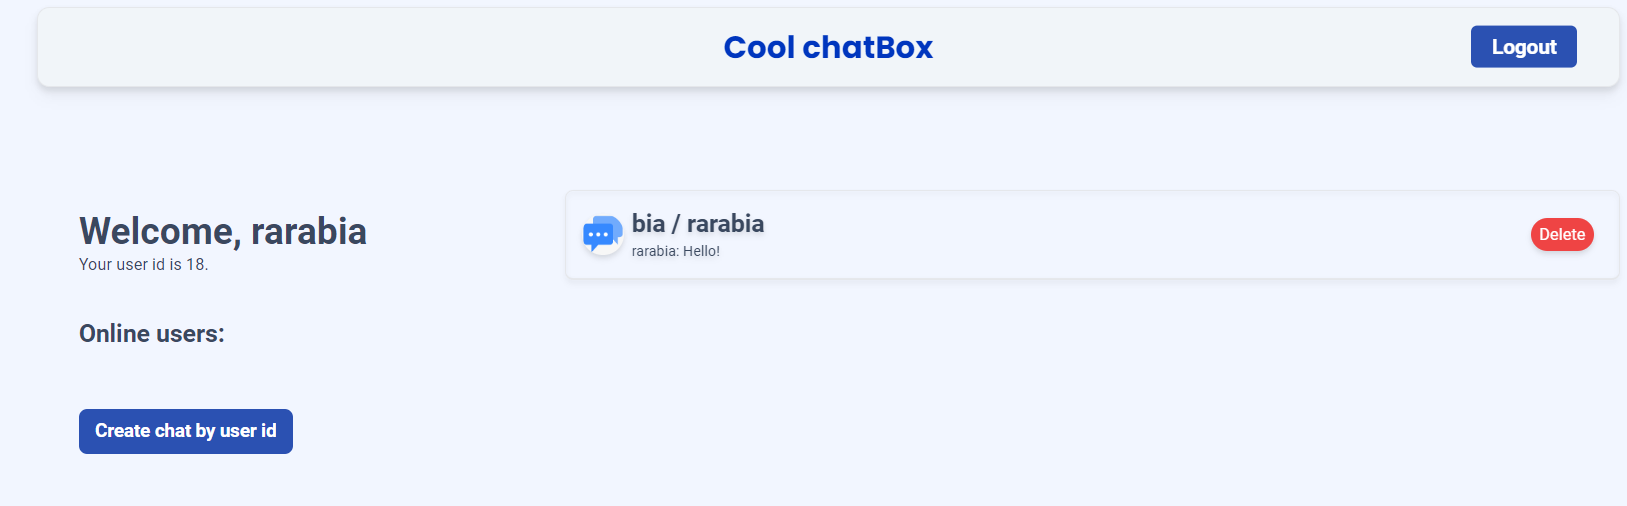 Cool chatBox
Logout
Welcome, rarabia
Your user id is 18.
Online users:
Create chat by user id
bia / rarabia
rarabia: Hello!
Delete